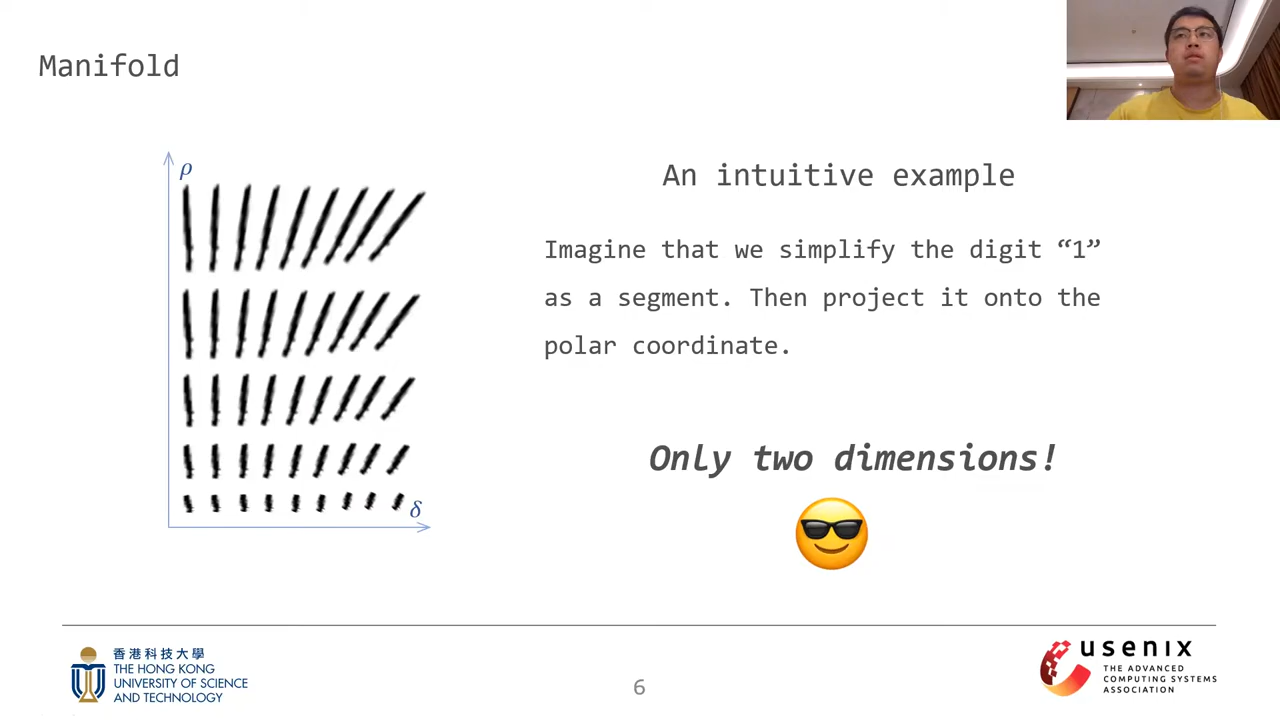 Manifold
ρ
An intuitive example
Imagine that we simplify the digit “1”
as a segment. Then project it onto the
polar coordinate.
Only two dimensions!
δ
香港科技大學
THE HONG KONG
UNIVERSITY OF SCIENCE
AND TECHNOLOGY
6
usenix
THE ADVANCED
COMPUTING SYSTEMS
ASSOCIATION